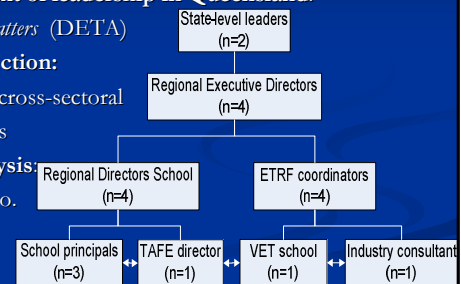 of leadership in Queensland.
State-level leaders
(n=2)
atters (DETA)
ction:
Regional Executive Directors
(n=4)
cross-sectoral
s
ysis:
Regional Directors School
(n=4)
ETRF coordinators
(n=4)
o.
School principals
(n=3)
TAFE director
(n=1)
VET school
(n=1)
Industry consultant
(n=1)